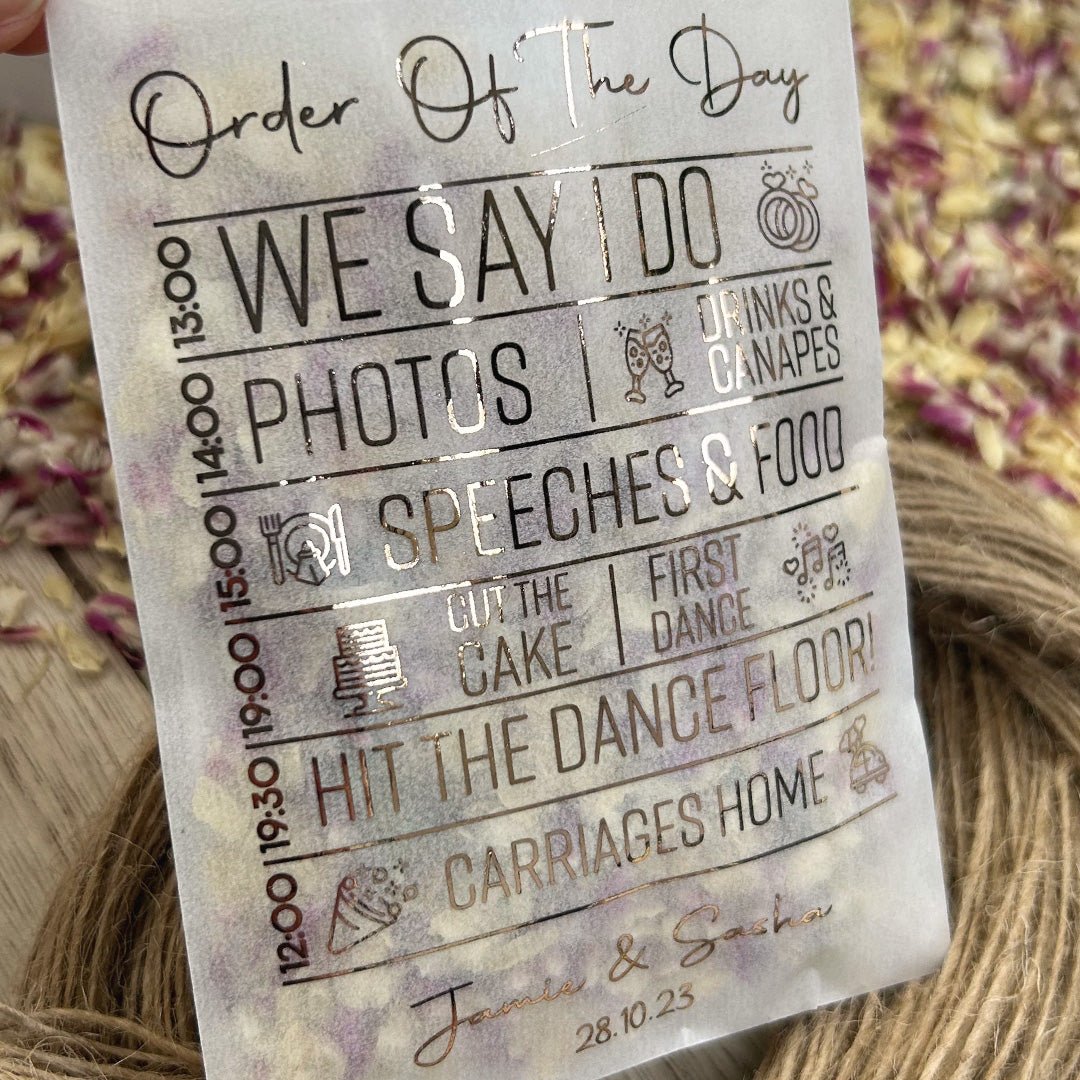 Order Of The Day
13:00
WE SAY I DO
14:00
PHOTOS
DRINKS &
CANAPES
15:00
SPEECHES & FOOD
19:00
CUT THE
CAKE
FIRST
DANCE
19:30
HIT THE DANCE FLOOR!
12:00
CARRIAGES HOME
Jamie & Sasha
28.10.23